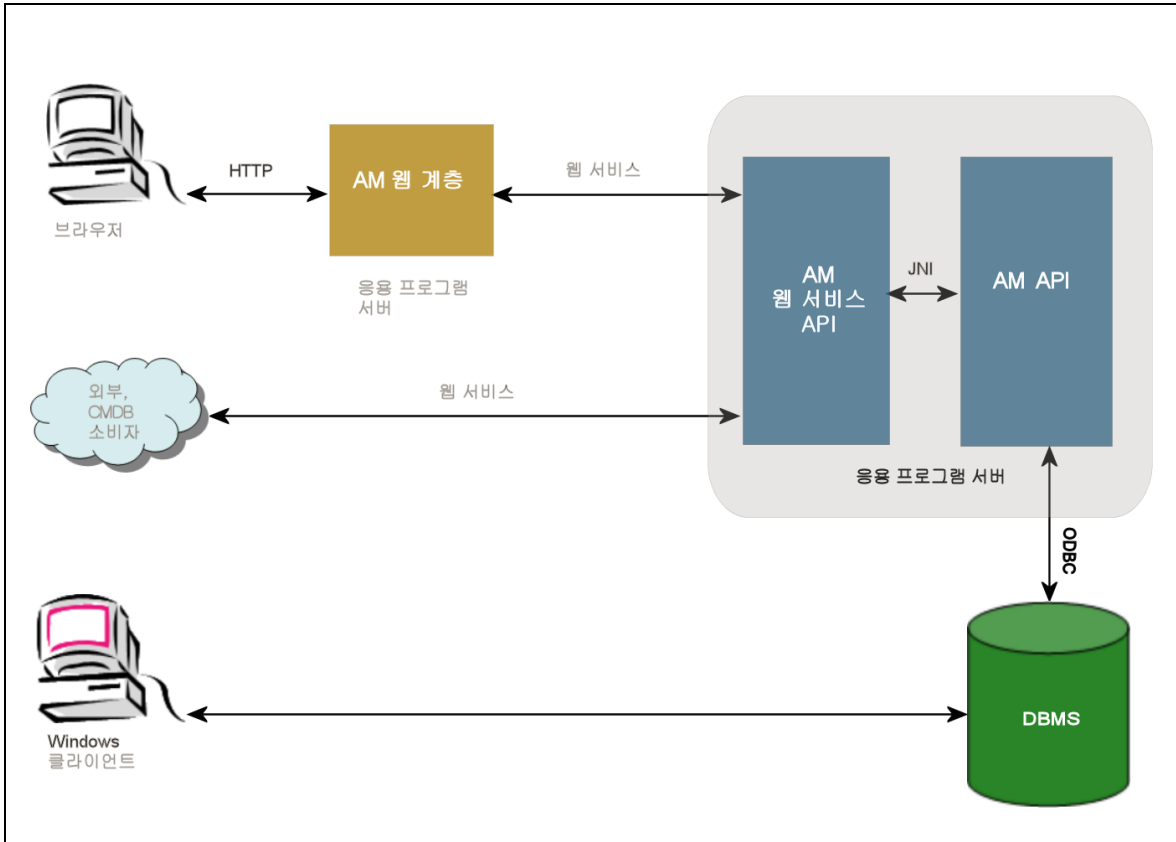 HTTP
AM 웹 계층
웹 서비스
브라우저
응용 프로그램
서버
AM
웹 서비스
API
JNI
AM API
외부,
CMDB
소비자
웹 서비스
응용 프로그램 서버
ODBC
Windows
클라이언트
DBMS